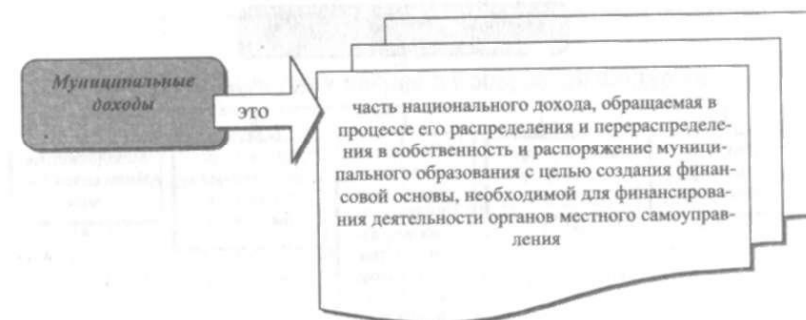 Муниципальные
доходы
это
часть национального дохода, обращаемая в
процессе его распределения и перераспределе-
ния в собственность и распоряжение муници-
пального образования с целью создания финан-
совой основы, необходимой для финансирова-
ния деятельности органов местного самоуправ-
ления